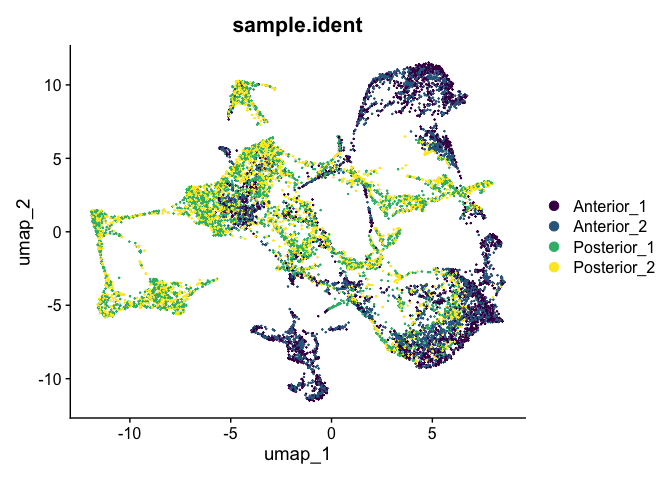 sample.ident
umap_2
10
5
0
-5
-10
-10
-5
0
5
umap_1
Anterior_1
Anterior_2
Posterior_1
Posterior_2